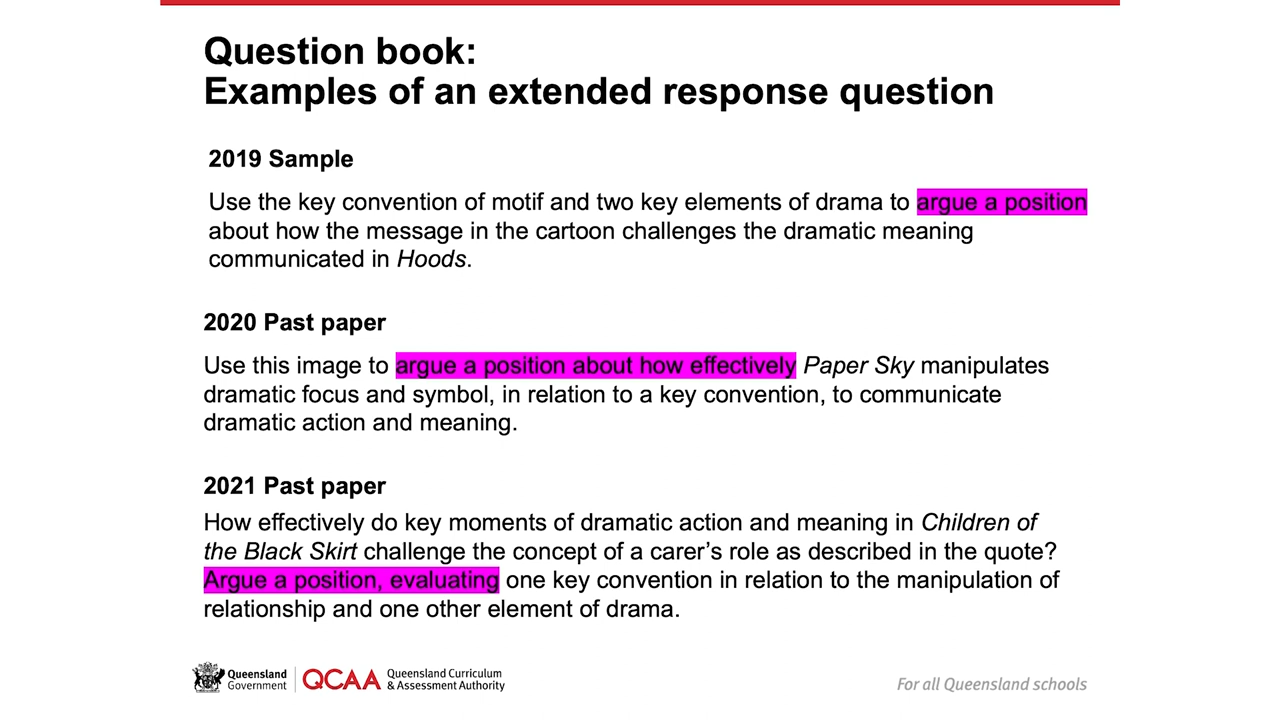 Question book:
Examples of an extended response question
2019 Sample
Use the key convention of motif and two key elements of drama to argue a position
about how the message in the cartoon challenges the dramatic meaning
communicated in Hoods.
2020 Past paper
Use this image to argue a position about how effectively Paper Sky manipulates
dramatic focus and symbol, in relation to a key convention, to communicate
dramatic action and meaning.
2021 Past paper
How effectively do key moments of dramatic action and meaning in Children of
the Black Skirt challenge the concept of a carer’s role as described in the quote?
Argue a position, evaluating one key convention in relation to the manipulation of
relationship and one other element of drama.
Queensland
Government
QCAA
Queensland Curriculum
& Assessment Authority
For all Queensland schools